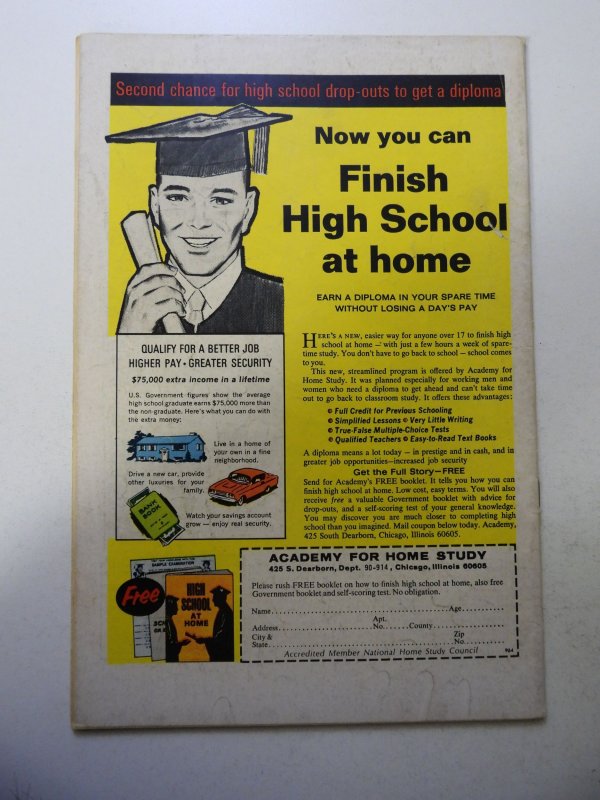 Second chance for high school drop-outs to get a diploma
Now you can
Finish
High School
at home
EARN A DIPLOMA IN YOUR SPARE TIME
WITHOUT LOSING A DAY'S PAY
QUALIFY FOR A BETTER JOB
HIGHER PAY • GREATER SECURITY
$75,000 extra income in a lifetime
U.S. Government figures show the average
high school graduate earns $75,000 more than
the non-graduate. Here's what you can do with
the extra money:
Live in a home of
your own in a fine
neighborhood.
Drive a new car, provide
other luxuries for your
family.
BANK
BOOK
Watch your savings account
grow — enjoy real security.
HERE'S A NEW, easier way for anyone over 17 to finish high
school at home — with just a few hours a week of spare-
time study. You don't have to go back to school — school comes
to you.
This new, streamlined program is offered by Academy for
Home Study. It was planned especially for working men and
women who need a diploma to get ahead and can't take time
out to go back to classroom study. It offers these advantages:
Full Credit for Previous Schooling
Simplified Lessons Very Little Writing
True-False Multiple-Choice Tests
Qualified Teachers Easy-to-Read Text Books
A diploma means a lot today — in prestige and in cash, and in
greater job opportunities—increased job security
Get the Full Story—FREE
Send for Academy's FREE booklet. It tells you how you can
finish high school at home. Low cost, easy terms. You will also
receive free a valuable Government booklet with advice for
drop-outs, and a self-scoring test of your general knowledge.
You may discover you are much closer to completing high
school than you imagined. Mail coupon below today. Academy,
425 South Dearborn, Chicago, Illinois 60605.
SAMPLE EXAMINATION
Free
HIGH
SCHOOL
AT
HOME
ACADEMY FOR HOME STUDY
425 S. Dearborn, Dept. 90-914, Chicago, Illinois 60605
Please rush FREE booklet on how to finish high school at home, also free
Government booklet and self-scoring test. No obligation.
Name Age
Apt.
Address No. County
City & Zip
State No.
Accredited Member National Home Study Council